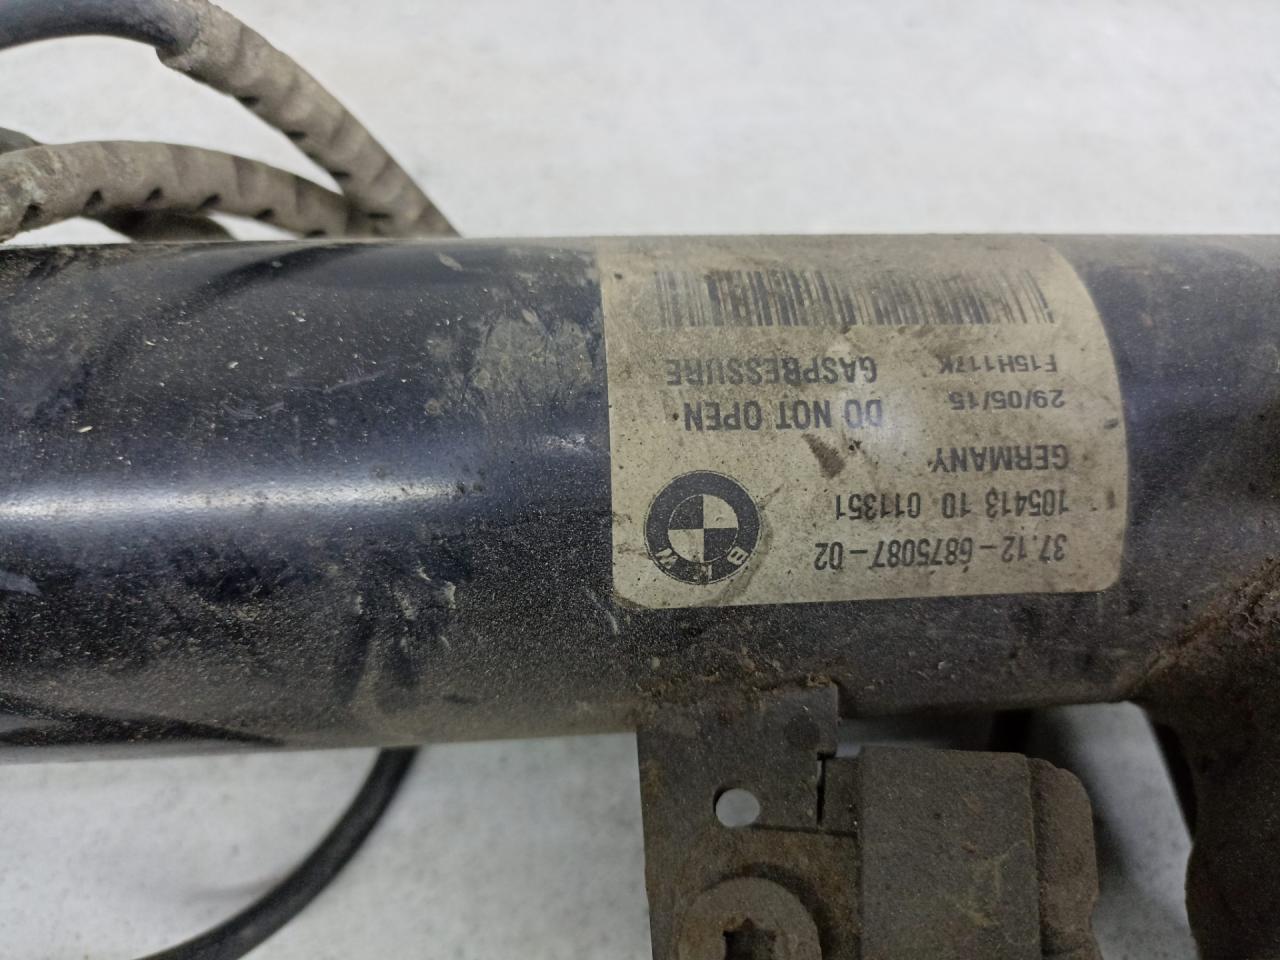 37.12-6875087-02
105413 10 011351
GERMANY
29/05/15
F15H117K
BMW
DO NOT OPEN
GASPRESSURE